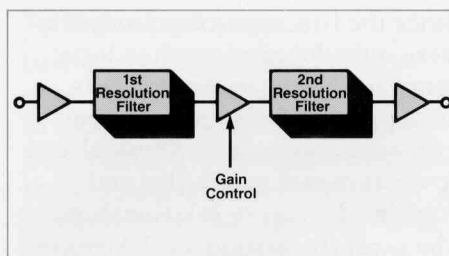 1st
Resolution
Filter
2nd
Resolution
Filter
Gain
Control